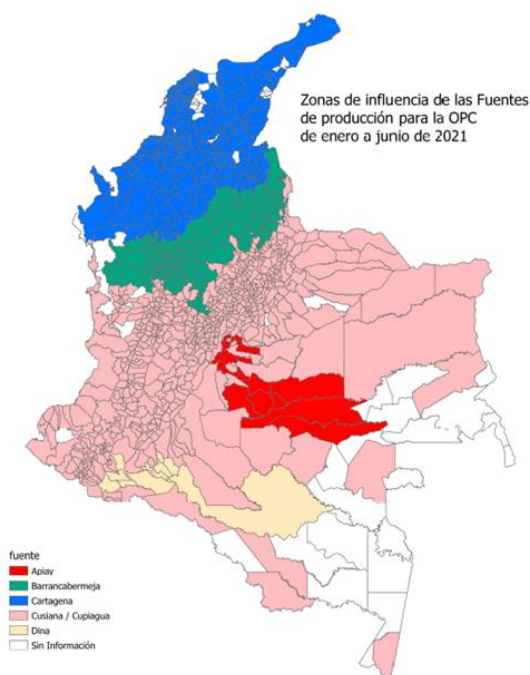 Zonas de influencia de las Fuentes
de producción para la OPC
de enero a junio de 2021
fuente
Apiay
Barrancabermeja
Cartagena
Cusiana / Cupiagua
Dina
Sin Información